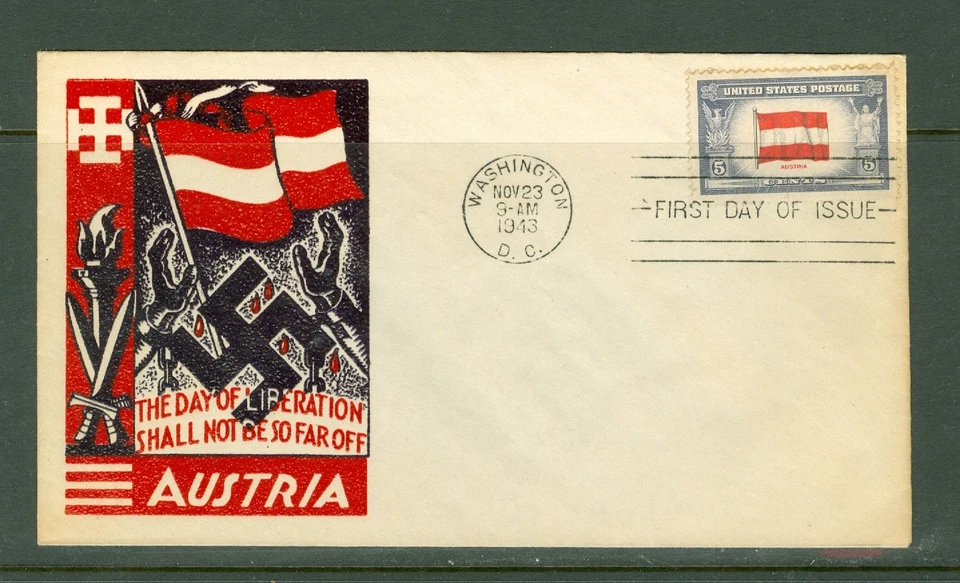 UNITED STATES POSTAGE
5 5
AUSTRIA
WASHINGTON
NOV 23
9-AM
1943
D. C.
FIRST DAY OF ISSUE
THE DAY OF LIBERATION
SHALL NOT BE SO FAR OFF
AUSTRIA